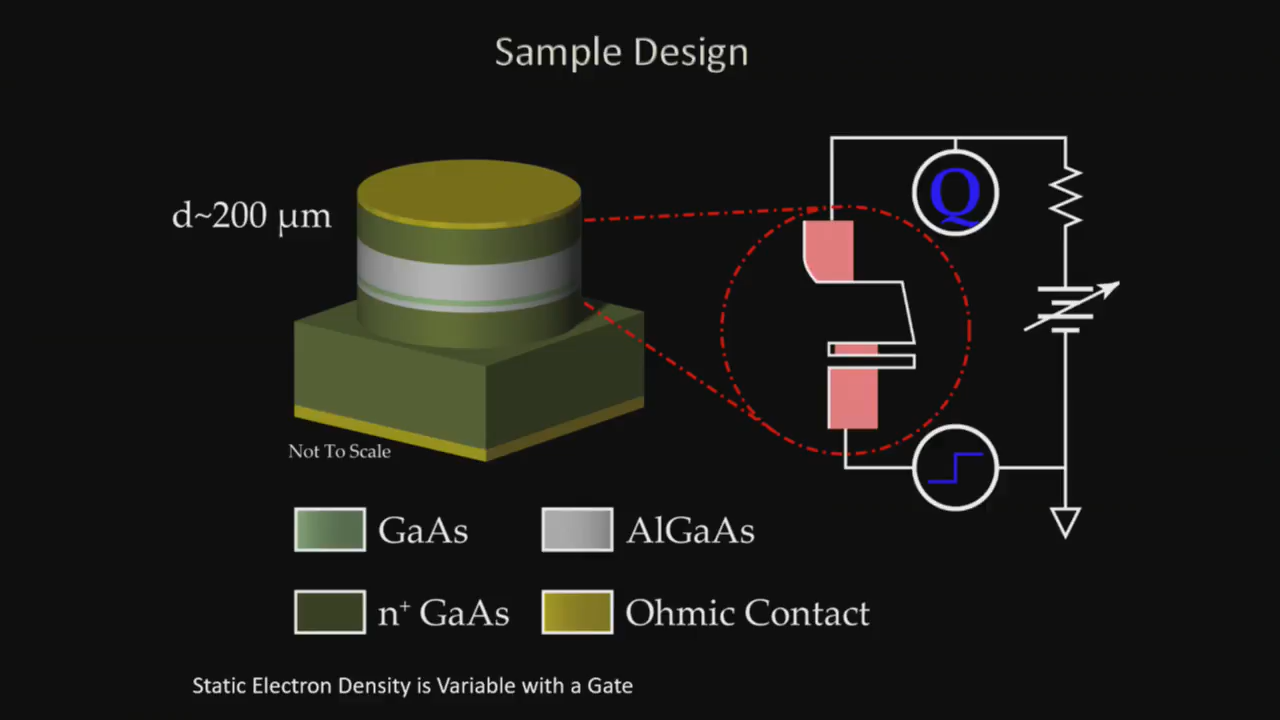 Sample Design
d~200 μm
Q
Not To Scale
GaAs
AlGaAs
n⁺ GaAs
Ohmic Contact
Static Electron Density is Variable with a Gate